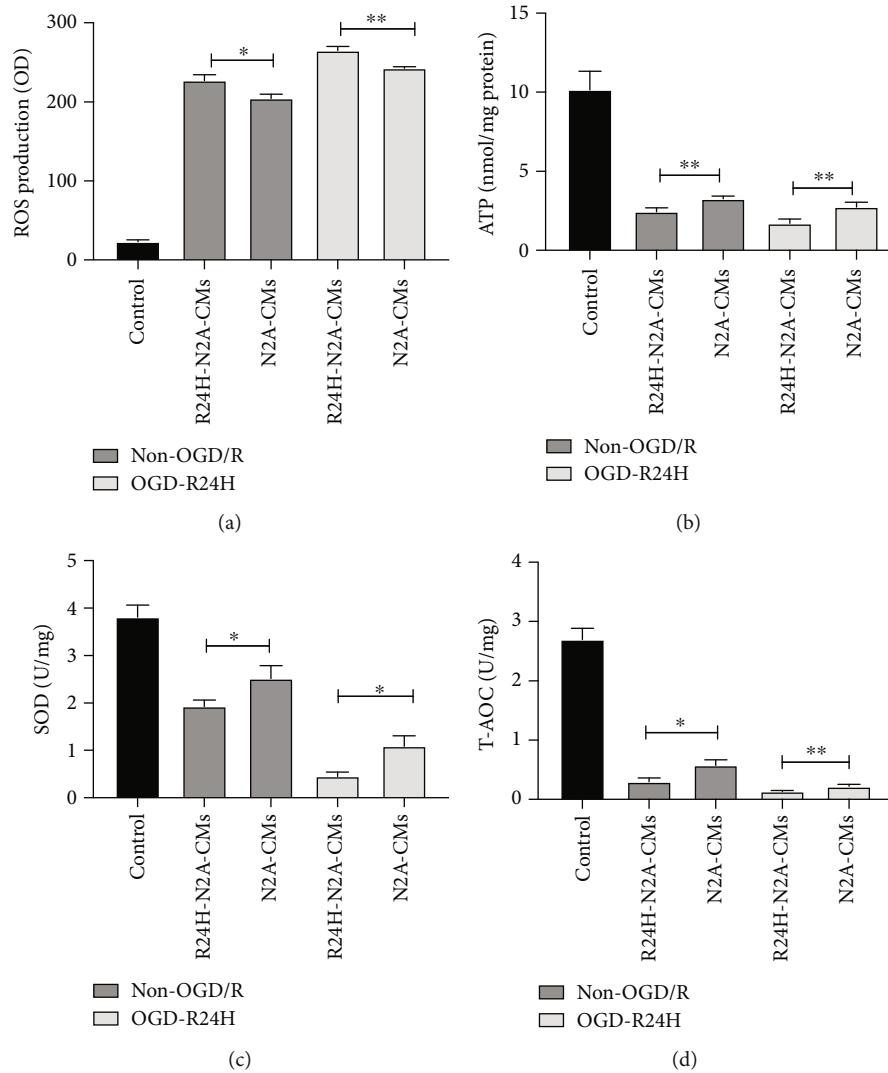 ROS production (OD)
300
200
100
0
*
**
Control
R24H-N2A-CMs
N2A-CMs
R24H-N2A-CMs
N2A-CMs
Non-OGD/R
OGD-R24H
(a)
ATP (nmol/mg protein)
15
10
5
0
**
**
Control
R24H-N2A-CMs
N2A-CMs
R24H-N2A-CMs
N2A-CMs
Non-OGD/R
OGD-R24H
(b)
SOD (U/mg)
5
4
3
2
1
0
*
*
Control
R24H-N2A-CMs
N2A-CMs
R24H-N2A-CMs
N2A-CMs
Non-OGD/R
OGD-R24H
(c)
T-AOC (U/mg)
4
3
2
1
0
*
**
Control
R24H-N2A-CMs
N2A-CMs
R24H-N2A-CMs
N2A-CMs
Non-OGD/R
OGD-R24H
(d)